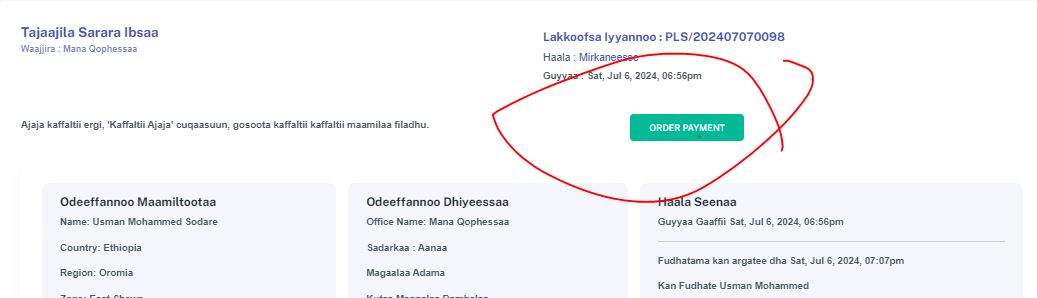 Tajaajila Sarara Ibsaa
Waajjira : Mana Qophessaa
Lakkoofsa Iyyannoo : PLS/202407070098
Haala : Mirkaneesse
Guyyaa : Sat, Jul 6, 2024, 06:56pm
Ajaja kaffaltii ergi, 'Kaffaltii Ajaja' cuqaasuun, gosoota kaffaltii kaffaltii maamilaa filadhu.
ORDER PAYMENT
Odeeffannoo Maamiltootaa
Name: Usman Mohammed Sodare
Country: Ethiopia
Region: Oromia
Odeeffannoo Dhiyeessaa
Office Name: Mana Qophessaa
Sadarkaa : Aanaa
Magaalaa Adama
Haala Seenaa
Guyyaa Gaaffii Sat, Jul 6, 2024, 06:56pm
Fudhatama kan argatee dha Sat, Jul 6, 2024, 07:07pm
Kan Fudhate Usman Mohammed